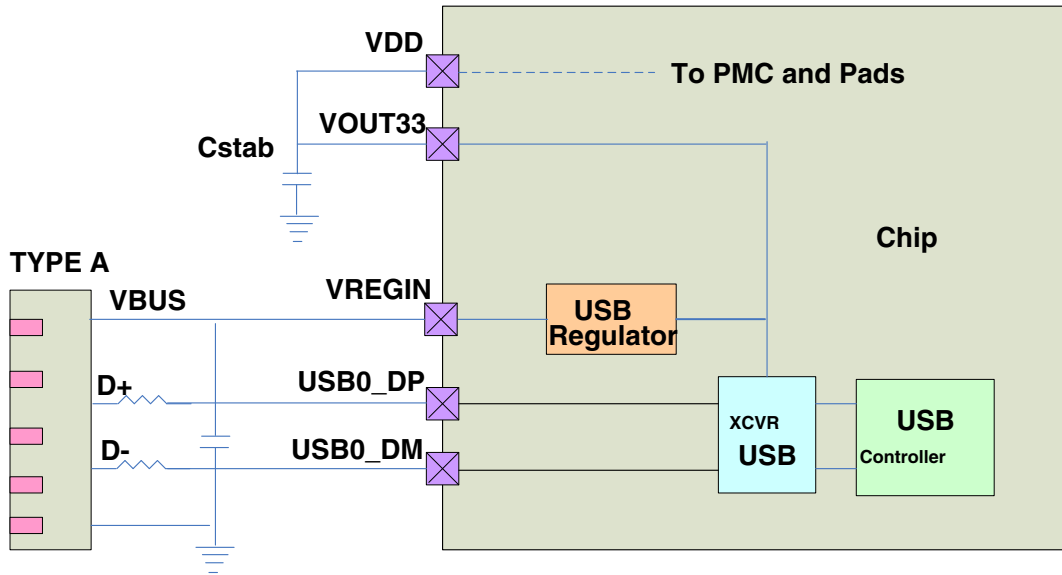 VDD
To PMC and Pads
VOUT33
Cstab
Chip
TYPE A
VBUS
VREGIN
USB
Regulator
D+
USB0_DP
XCVR
USB
USB
Controller
D-
USB0_DM